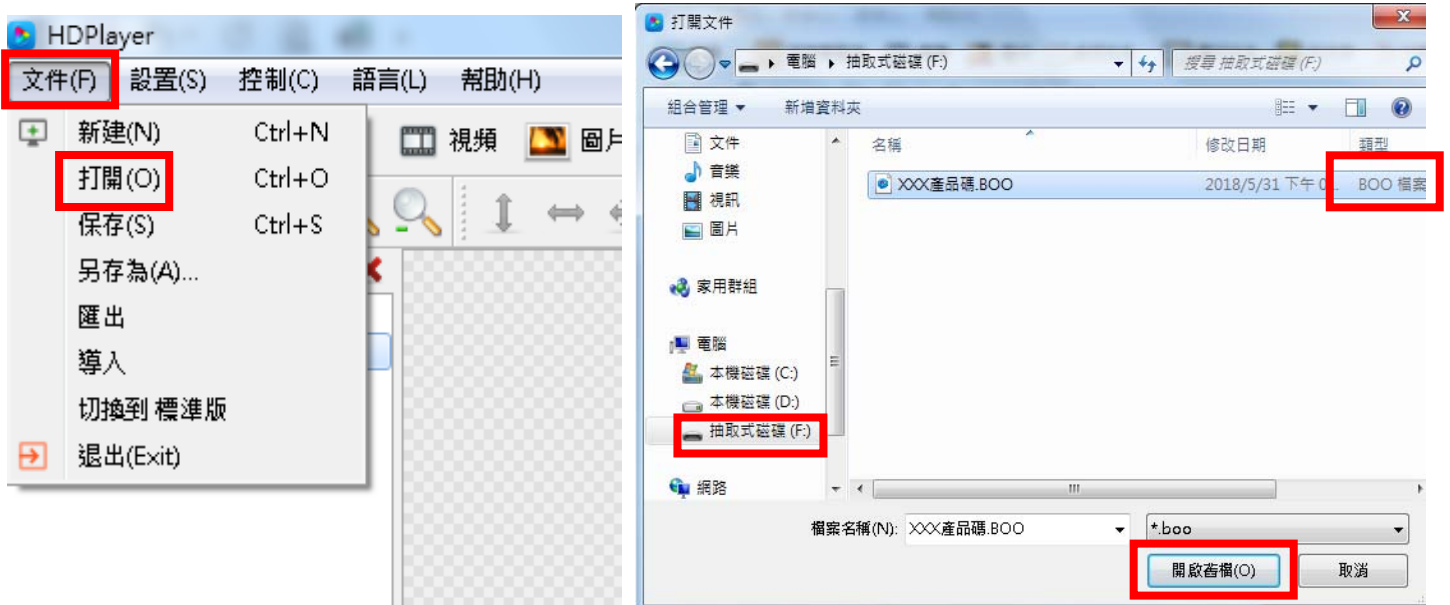 HDPlayer
文件(F) 設置(S) 控制(C) 語言(L) 幇助(H)
新建(N) Ctrl+N
視頻 圖片
打開(O) Ctrl+O
保存(S) Ctrl+S
另存為(A)...
匯出
導入
切換到 標準版
退出(Exit)
打開文件
電腦 抽取式磁碟 (F:) 搜尋 抽取式磁碟 (F:)
組合管理 新增資料夾
名稱 修改日期 類型
XXX產品碼.BOO 2018/5/31 下午 0... BOO 檔案
文件
音樂
視訊
圖片
家用群組
電腦
本機磁碟 (C:)
本機磁碟 (D:)
抽取式磁碟 (F:)
網路
檔案名稱(N): XXX產品碼.BOO *.boo
開啟舊檔(O) 取消